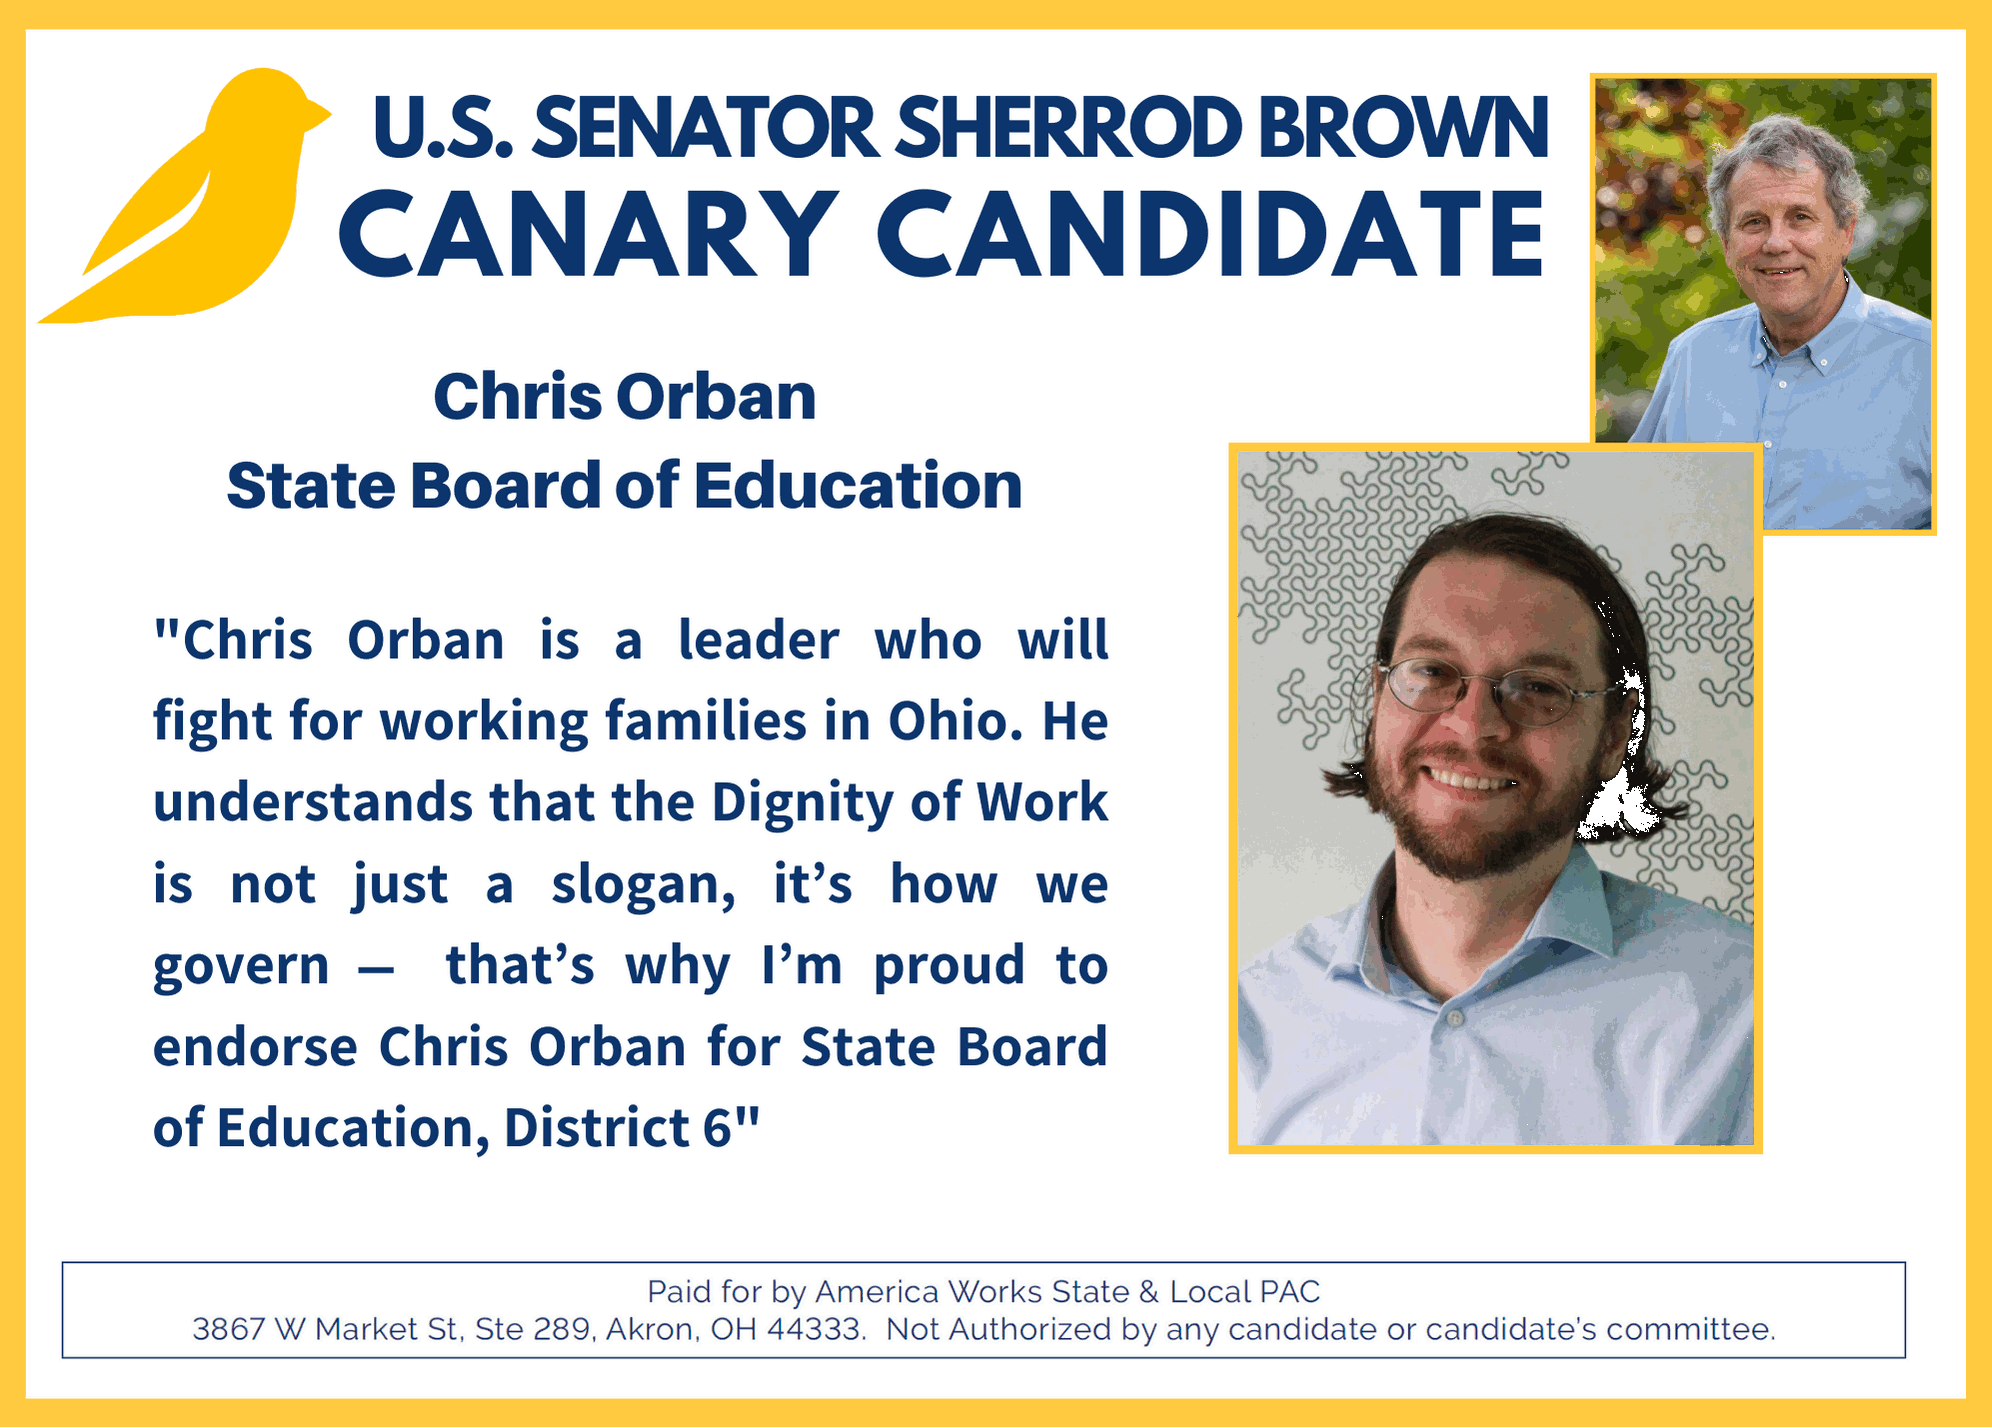 U.S. SENATOR SHERROD BROWN
CANARY CANDIDATE
Chris Orban
State Board of Education
"Chris Orban is a leader who will
fight for working families in Ohio. He
understands that the Dignity of Work
is not just a slogan, it’s how we
govern — that’s why I’m proud to
endorse Chris Orban for State Board
of Education, District 6"
Paid for by America Works State & Local PAC
3867 W Market St, Ste 289, Akron, OH 44333. Not Authorized by any candidate or candidate’s committee.